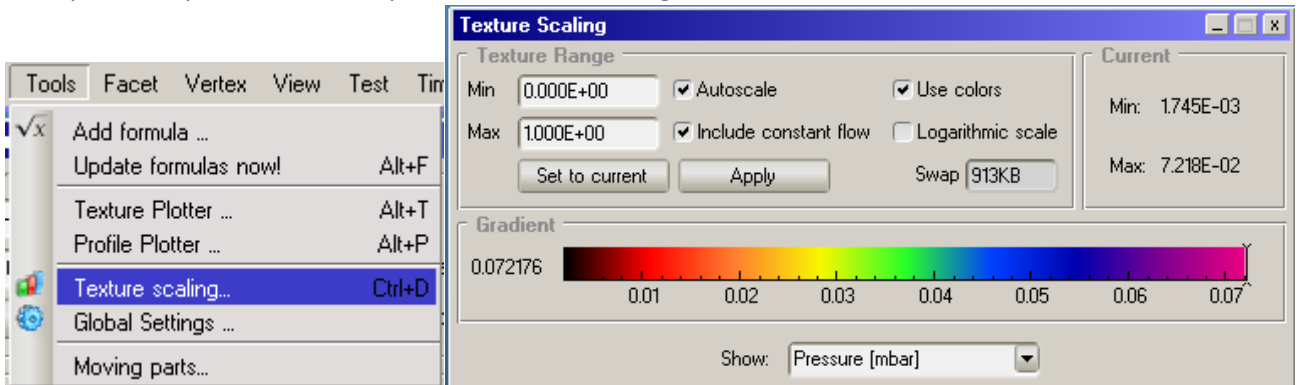 Tools Facet Vertex View Test Tim
√x Add formula ...
Update formulas now! Alt+F
Texture Plotter ... Alt+T
Profile Plotter ... Alt+P
Texture scaling... Ctrl+D
Global Settings ...
Moving parts...
Texture Scaling
Texture Range
Min 0.000E+00 Autoscale Use colors
Max 1.000E+00 Include constant flow Logarithmic scale
Set to current Apply Swap 913KB
Current
Min: 1.745E-03
Max: 7.218E-02
Gradient
0.072176
0.01 0.02 0.03 0.04 0.05 0.06 0.07
Show: Pressure [mbar]